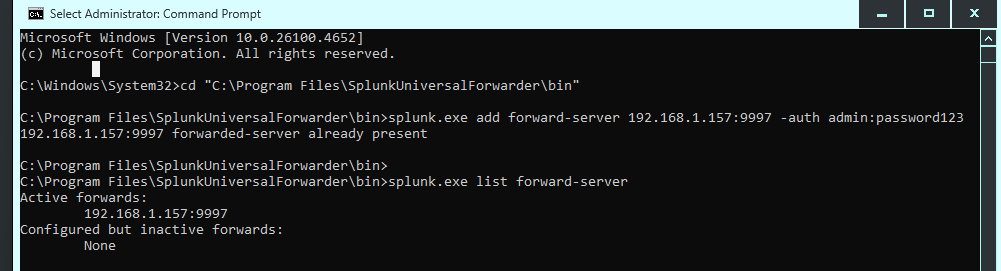 Select Administrator: Command Prompt
Microsoft Windows [Version 10.0.26100.4652]
(c) Microsoft Corporation. All rights reserved.
C:\Windows\System32>cd "C:\Program Files\SplunkUniversalForwarder\bin"
C:\Program Files\SplunkUniversalForwarder\bin>splunk.exe add forward-server 192.168.1.157:9997 -auth admin:password123
192.168.1.157:9997 forwarded-server already present
C:\Program Files\SplunkUniversalForwarder\bin>
C:\Program Files\SplunkUniversalForwarder\bin>splunk.exe list forward-server
Active forwards:
192.168.1.157:9997
Configured but inactive forwards:
None